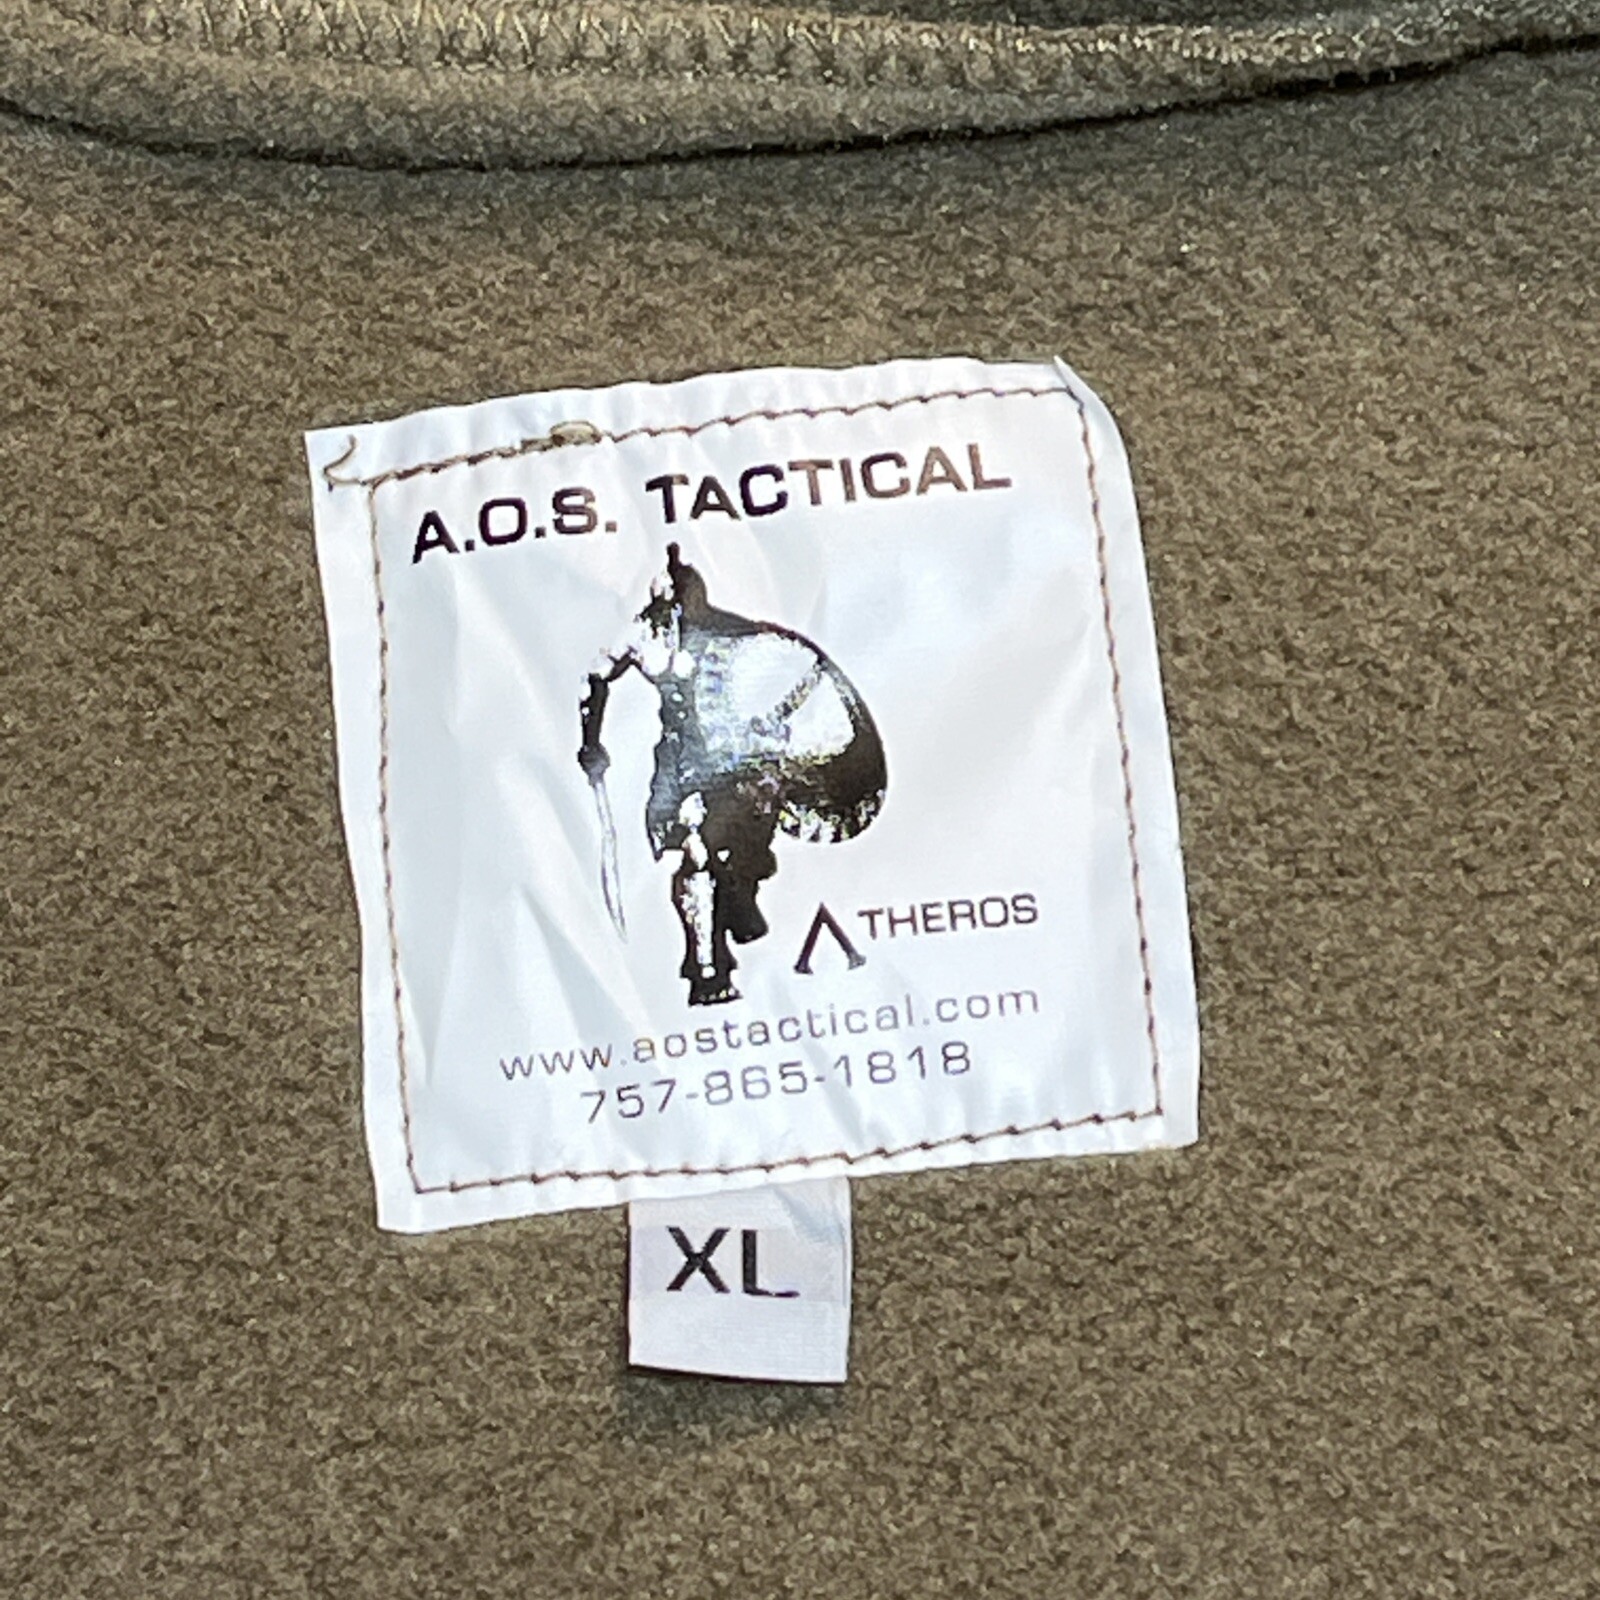 A.O.S. TACTICAL
ΛTHEROS
www.aostactical.com
757-865-1818
XL